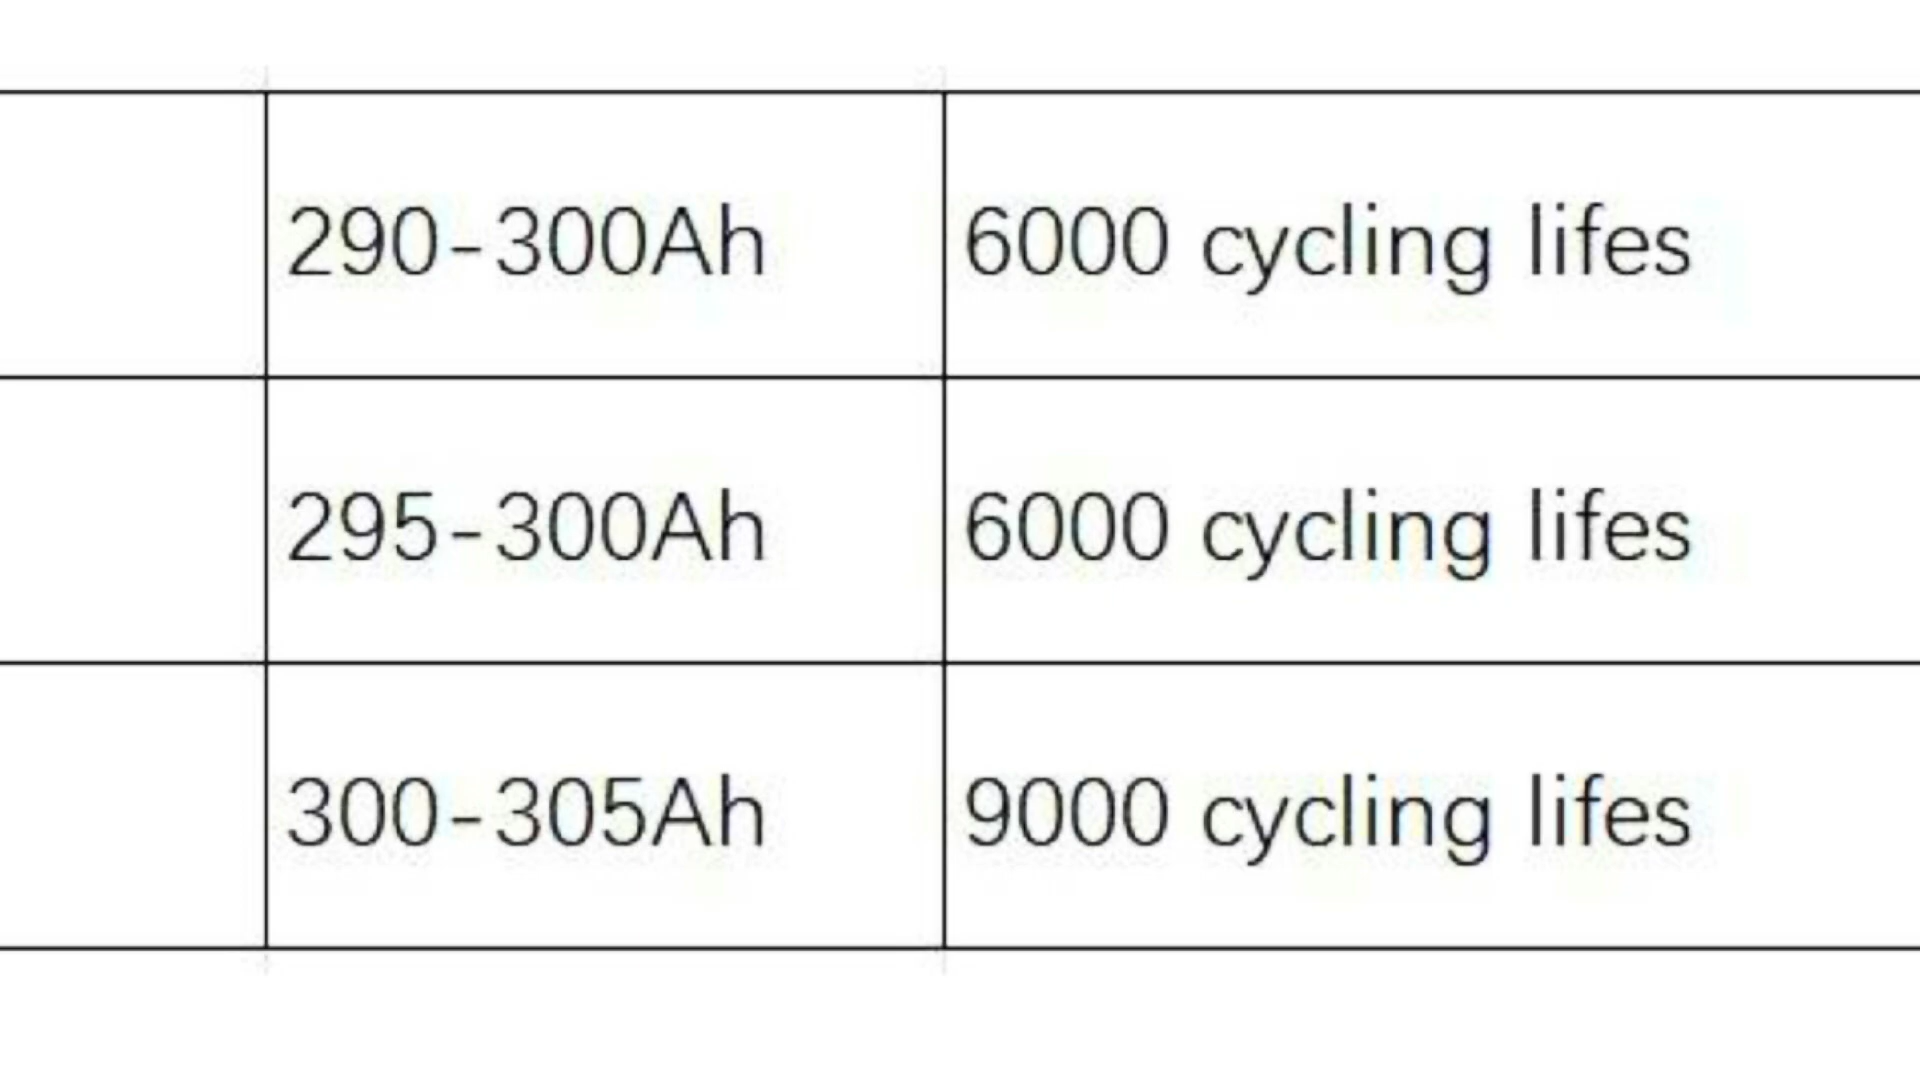 290-300Ah 6000 cycling lifes
295-300Ah 6000 cycling lifes
300-305Ah 9000 cycling lifes